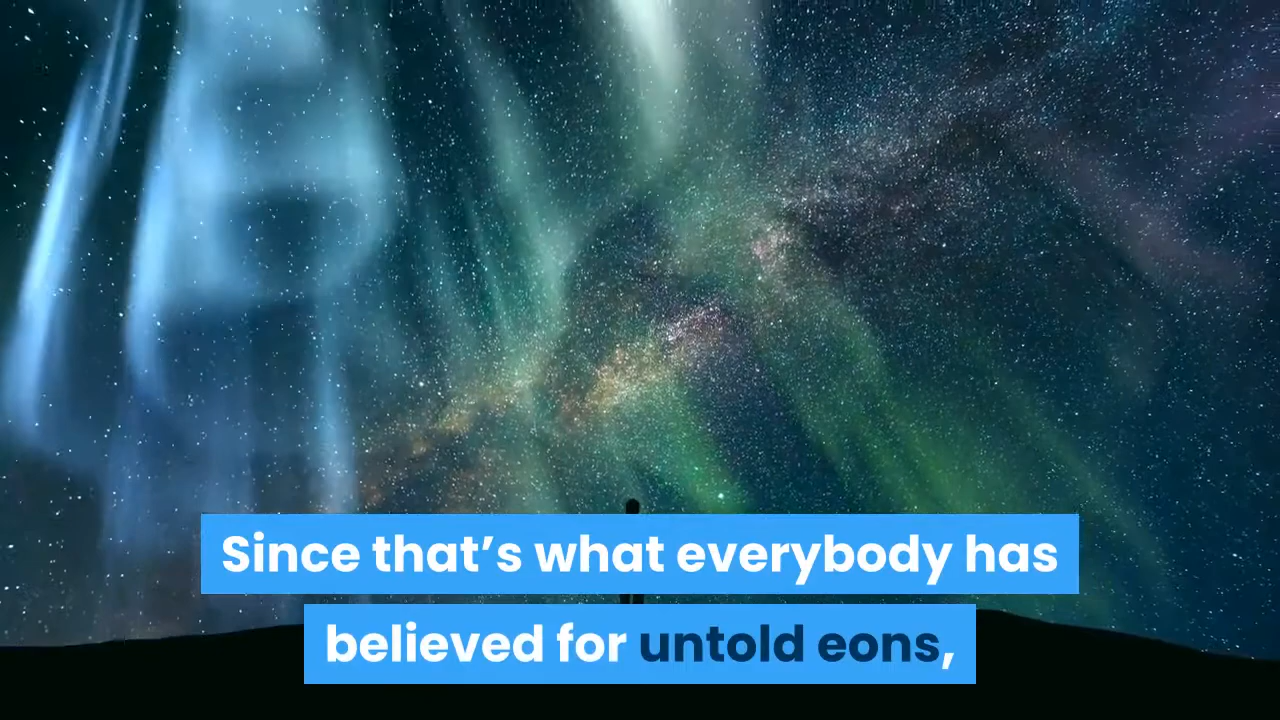 Since that’s what everybody has
believed for untold eons,